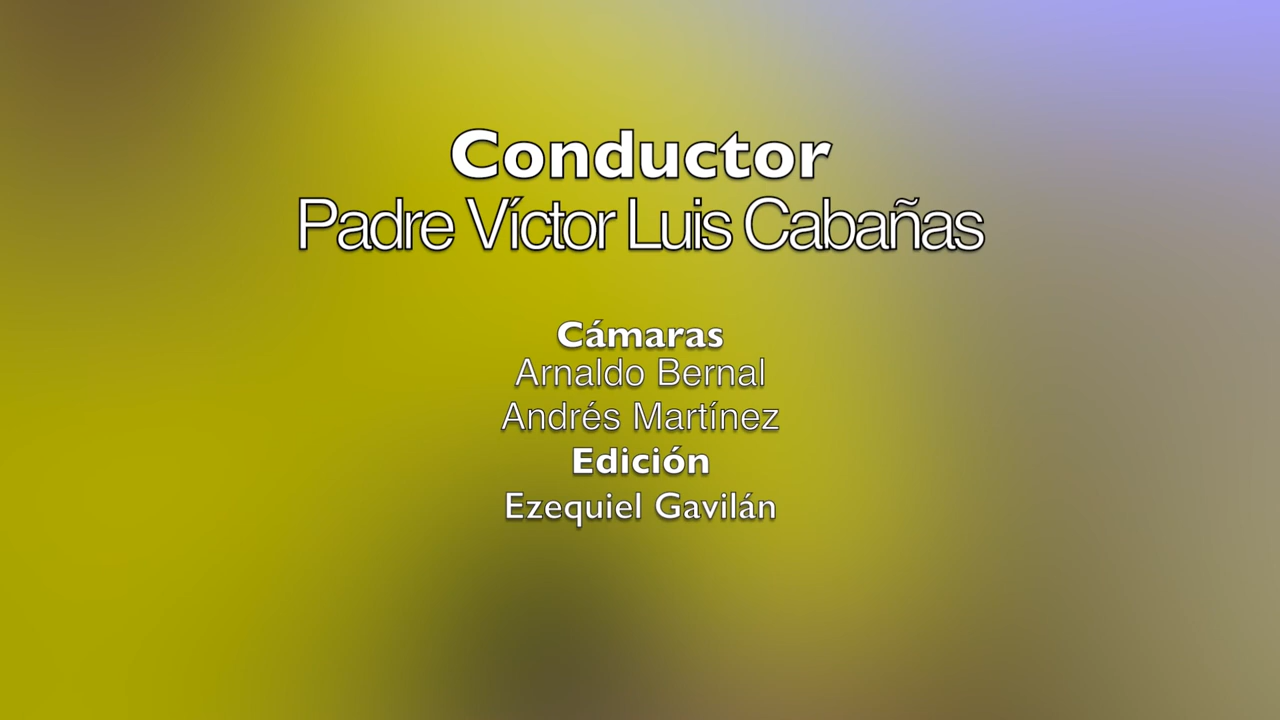 Conductor
Padre Víctor Luis Cabañas
Cámaras
Arnaldo Bernal
Andrés Martínez
Edición
Ezequiel Gavilán